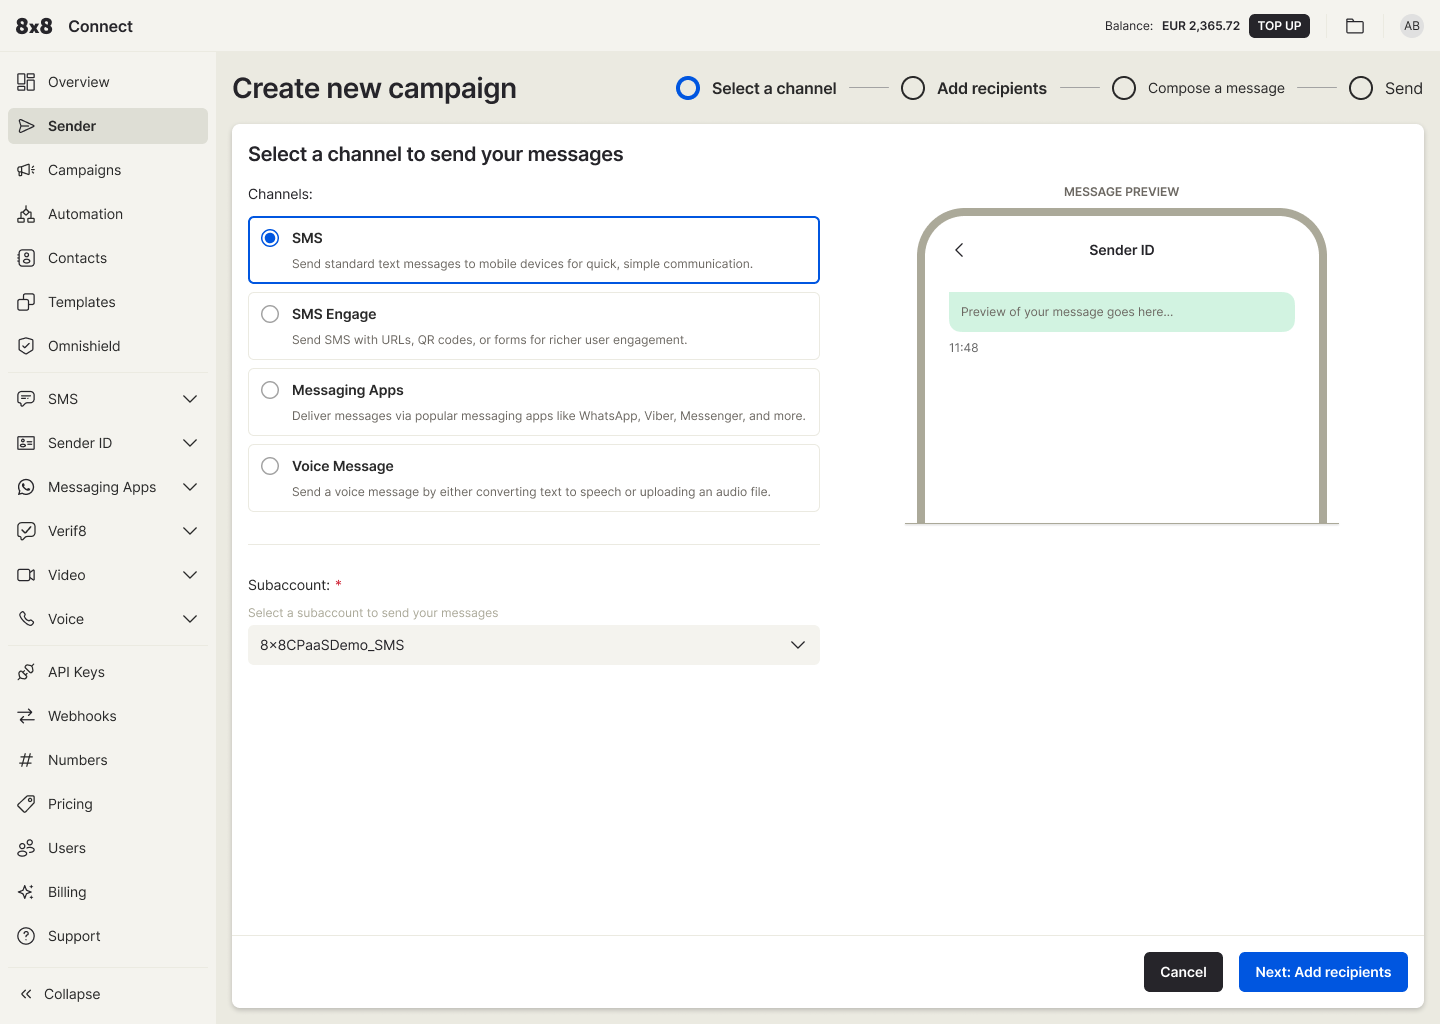 8x8 Connect
Balance: EUR 2,365.72 TOP UP AB
Overview
Sender
Campaigns
Automation
Contacts
Templates
Omnishield
SMS
Sender ID
Messaging Apps
Verif8
Video
Voice
API Keys
Webhooks
Numbers
Pricing
Users
Billing
Support
Collapse
Create new campaign
Select a channel Add recipients Compose a message Send
Select a channel to send your messages
Channels:
SMS
Send standard text messages to mobile devices for quick, simple communication.
SMS Engage
Send SMS with URLs, QR codes, or forms for richer user engagement.
Messaging Apps
Deliver messages via popular messaging apps like WhatsApp, Viber, Messenger, and more.
Voice Message
Send a voice message by either converting text to speech or uploading an audio file.
Subaccount: *
Select a subaccount to send your messages
8x8CPaaSDemo_SMS
MESSAGE PREVIEW
Sender ID
Preview of your message goes here...
11:48
Cancel
Next: Add recipients